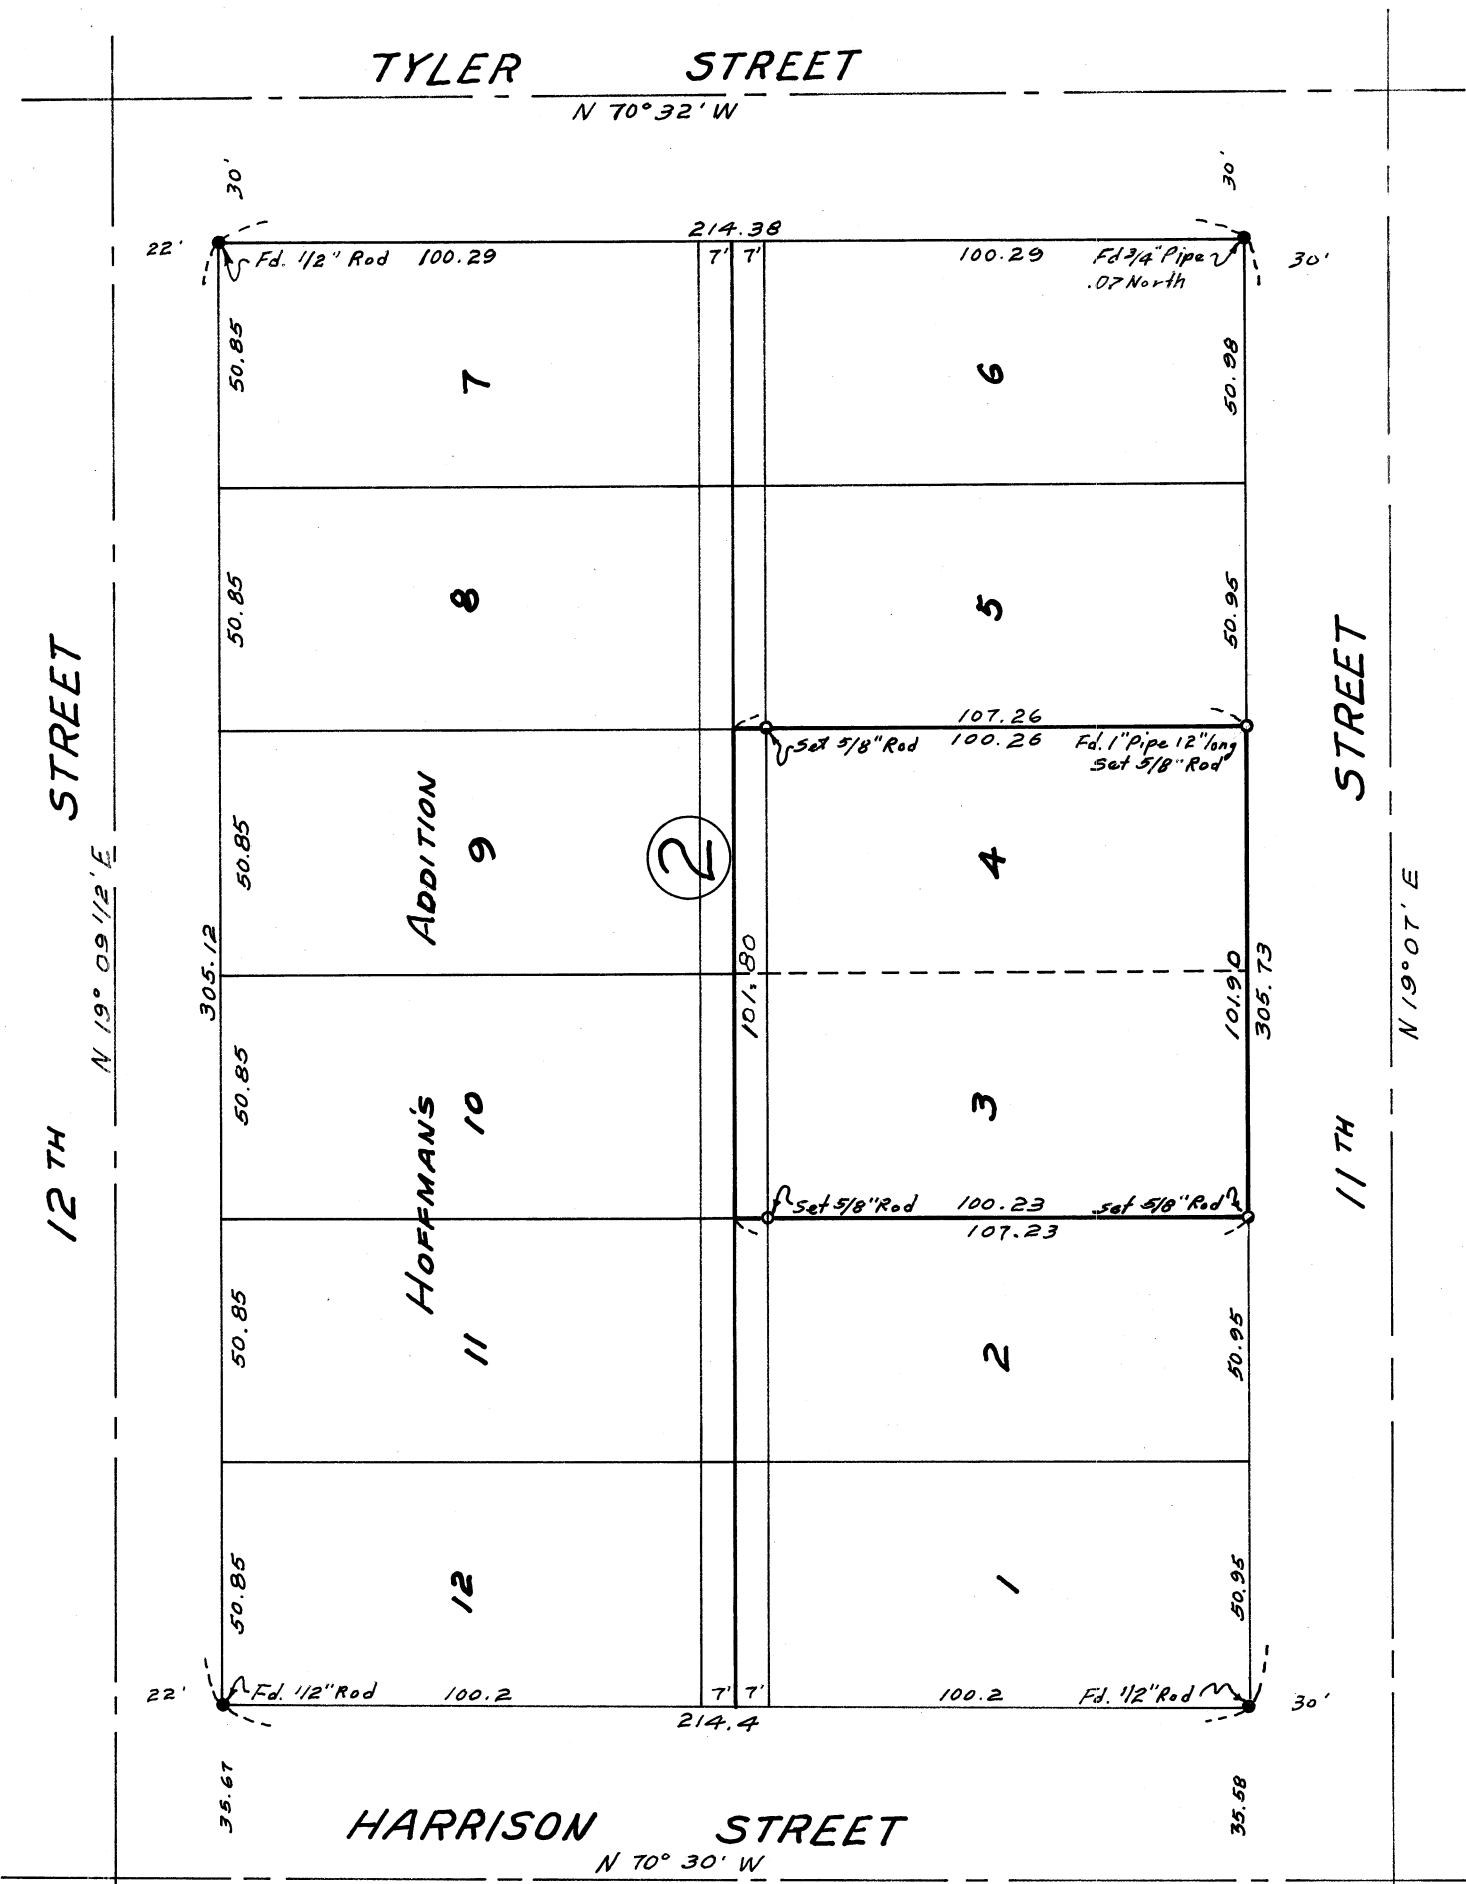 TYLER STREET
N 70° 32' W
30'
30'
22'
214.38
30'
Fd. 1/2" Rod
100.29
7'
7'
100.29
Fd 3/4" Pipe
.07 North
50.85
7
6
50.98
50.85
8
5
50.95
107.26
Set 5/8" Rod
100.26
Fd. 1" Pipe 12" long
Set 5/8" Rod
12TH STREET
N 19° 09 1/2' E
305.12
50.85
HOFFMAN'S ADDITION
9
2
4
101.80
101.90
305.73
11TH STREET
N 19° 07' E
50.85
10
3
Set 5/8" Rod
100.23
Set 5/8" Rod
107.23
50.85
11
2
50.95
50.85
12
1
50.95
22'
Fd. 1/2" Rod
100.2
7'
7'
100.2
Fd. 1/2" Rod
30'
214.4
35.67
35.58
HARRISON STREET
N 70° 30' W